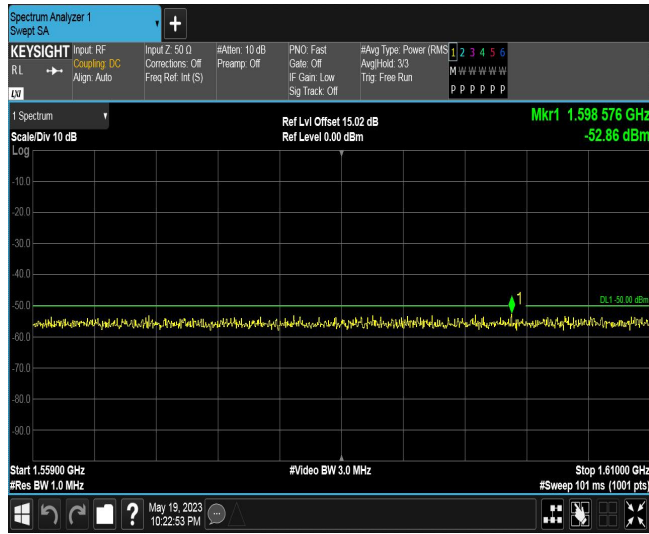 Spectrum Analyzer 1
Swept SA
+
KEYSIGHT Input: RF Input Z: 50 Ω #Atten: 10 dB PNO: Fast #Avg Type: Power (RMS 1 2 3 4 5 6
RL Coupling: DC Corrections: Off Preamp: Off Gate: Off Avg|Hold: 3/3 M W W W W W
Align: Auto Freq Ref: Int (S) IF Gain: Low Trig: Free Run
LXI Sig Track: Off P P P P P P
1 Spectrum Ref Lvl Offset 15.02 dB Mkr1 1.598 576 GHz
Scale/Div 10 dB Ref Level 0.00 dBm -52.86 dBm
Log
-10.0
-20.0
-30.0
-40.0
1 DL1 -50.00 dBm
-50.0
-60.0
-70.0
-80.0
-90.0
Start 1.55900 GHz #Video BW 3.0 MHz Stop 1.61000 GHz
#Res BW 1.0 MHz #Sweep 101 ms (1001 pts)
? May 19, 2023
10:22:53 PM